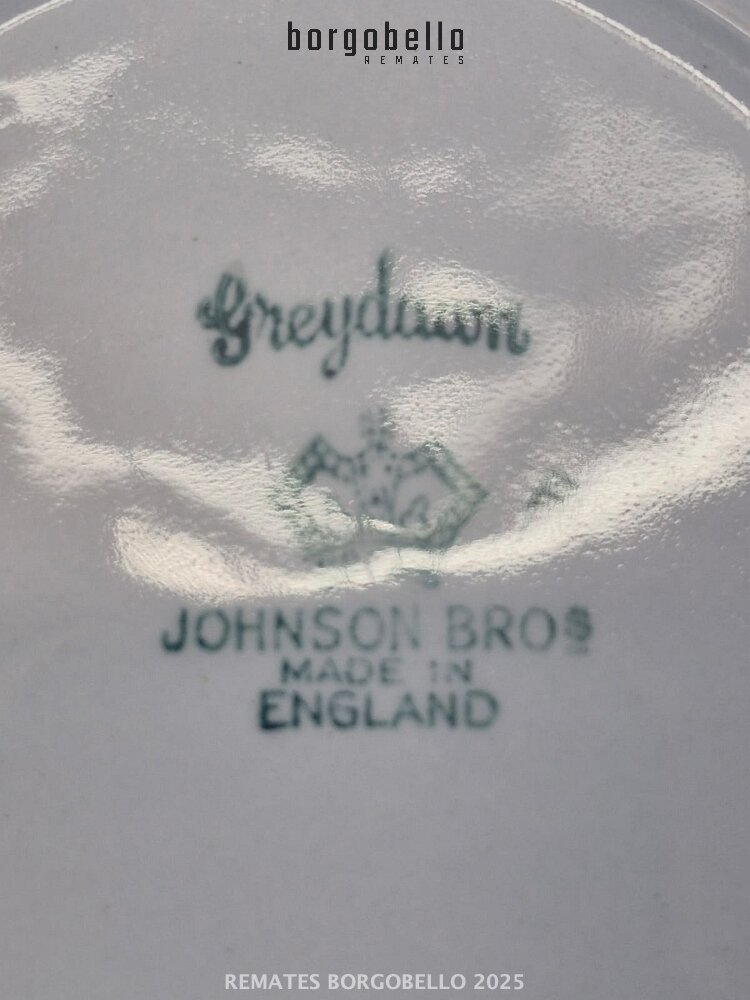 borgobello
REMATES
Greydawn
JOHNSON BROS
MADE IN
ENGLAND
REMATES BORGOBELLO 2025